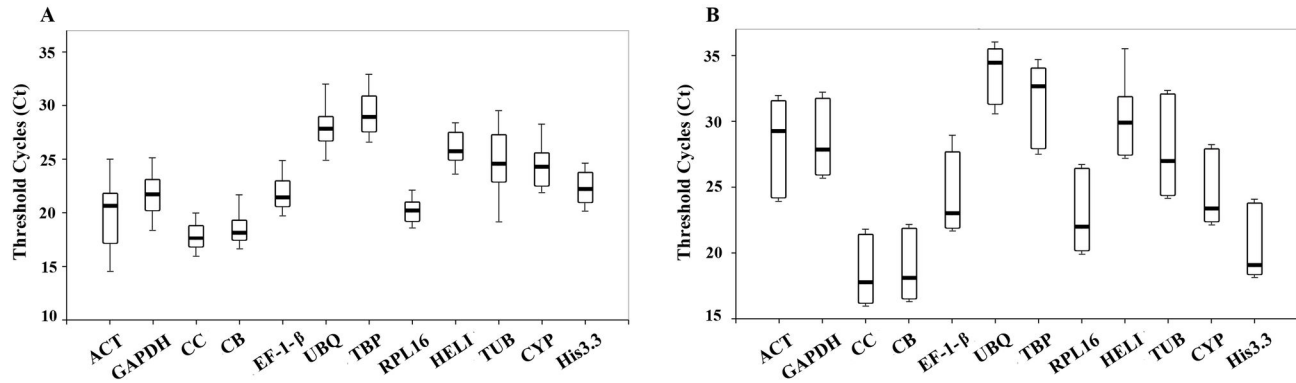 A
Threshold Cycles (Ct)
35
30
25
20
15
10
ACT
GAPDH
CC
CB
EF-1-β
UBQ
TBP
RPL16
HELI
TUB
CYP
His3.3
B
Threshold Cycles (Ct)
35
30
25
20
15
ACT
GAPDH
CC
CB
EF-1-β
UBQ
TBP
RPL16
HELI
TUB
CYP
His3.3